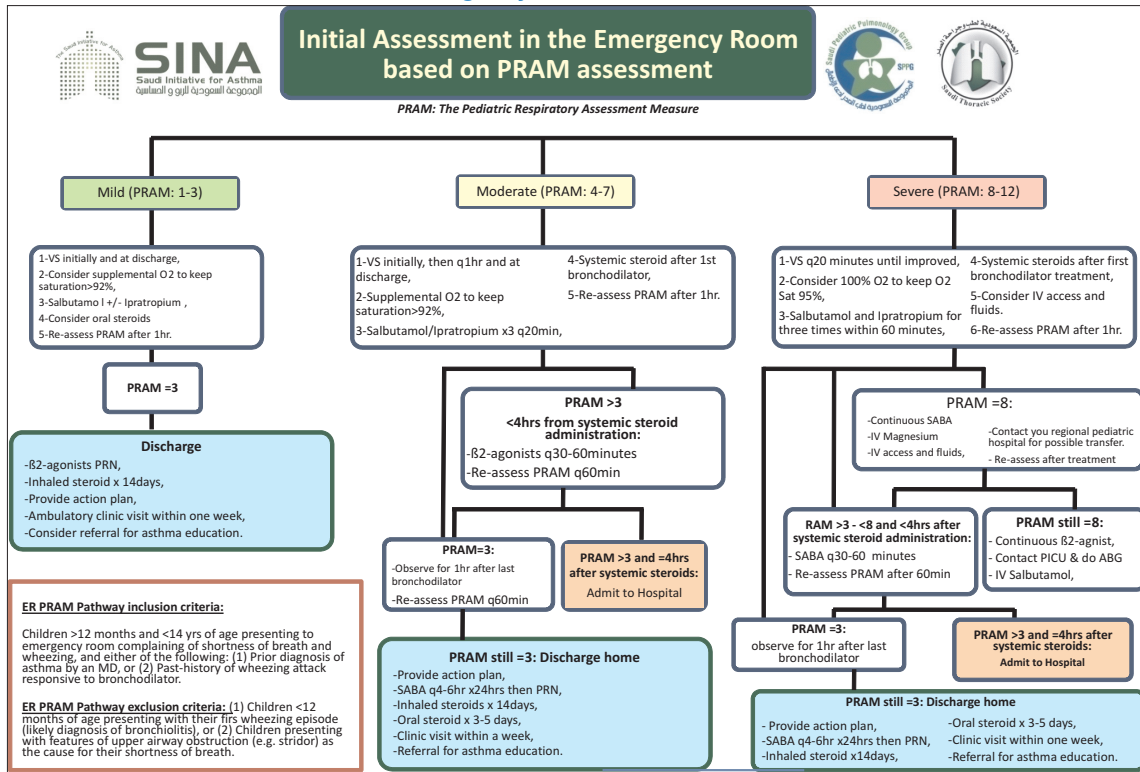 SINA
Saudi Initiative for Asthma
المجموعة السعودية للربو و المساسية
The Saudi Initiative for Asthma
Initial Assessment in the Emergency Room
based on PRAM assessment
Saudi Pediatric Pulmonology Group
SPPG
Saudi Thoracic Society
PRAM: The Pediatric Respiratory Assessment Measure
Mild (PRAM: 1-3)
1-VS initially and at discharge,
2-Consider supplemental O2 to keep
saturation>92%,
3-Salbutamo l +/- Ipratropium ,
4-Consider oral steroids
5-Re-assess PRAM after 1hr.
PRAM =3
Discharge
-ß2-agonists PRN,
-Inhaled steroid x 14days,
-Provide action plan,
-Ambulatory clinic visit within one week,
-Consider referral for asthma education.
ER PRAM Pathway inclusion criteria:
Children >12 months and <14 yrs of age presenting to
emergency room complaining of shortness of breath and
wheezing, and either of the following: (1) Prior diagnosis of
asthma by an MD, or (2) Past-history of wheezing attack
responsive to bronchodilator.
ER PRAM Pathway exclusion criteria: (1) Children <12
months of age presenting with their firs wheezing episode
(likely diagnosis of bronchiolitis), or (2) Children presenting
with features of upper airway obstruction (e.g. stridor) as
the cause for their shortness of breath.
Moderate (PRAM: 4-7)
1-VS initially, then q1hr and at
discharge,
2-Supplemental O2 to keep
saturation>92%,
3-Salbutamol/Ipratropium x3 q20min,
4-Systemic steroid after 1st
bronchodilator,
5-Re-assess PRAM after 1hr.
PRAM >3
<4hrs from systemic steroid
administration:
-ß2-agonists q30-60minutes
-Re-assess PRAM q60min
PRAM=3:
-Observe for 1hr after last
bronchodilator
-Re-assess PRAM q60min
PRAM >3 and =4hrs
after systemic steroids:
Admit to Hospital
PRAM still =3: Discharge home
-Provide action plan,
-SABA q4-6hr x24hrs then PRN,
-Inhaled steroids x 14days,
-Oral steroid x 3-5 days,
-Clinic visit within a week,
-Referral for asthma education.
Severe (PRAM: 8-12)
1-VS q20 minutes until improved,
2-Consider 100% O2 to keep O2
Sat 95%,
3-Salbutamol and Ipratropium for
three times within 60 minutes,
4-Systemic steroids after first
bronchodilator treatment,
5-Consider IV access and
fluids.
6-Re-assess PRAM after 1hr.
PRAM =8:
-Continuous SABA
-IV Magnesium
-IV access and fluids,
-Contact you regional pediatric
hospital for possible transfer.
- Re-assess after treatment
RAM >3 - <8 and <4hrs after
systemic steroid administration:
- SABA q30-60 minutes
- Re-assess PRAM after 60min
PRAM still =8:
- Continuous ß2-agnist,
- Contact PICU & do ABG
- IV Salbutamol,
PRAM =3:
observe for 1hr after last
bronchodilator
PRAM >3 and =4hrs after
systemic steroids:
Admit to Hospital
PRAM still =3: Discharge home
- Provide action plan,
-SABA q4-6hr x24hrs then PRN,
-Inhaled steroid x14days,
-Oral steroid x 3-5 days,
-Clinic visit within one week,
-Referral for asthma education.